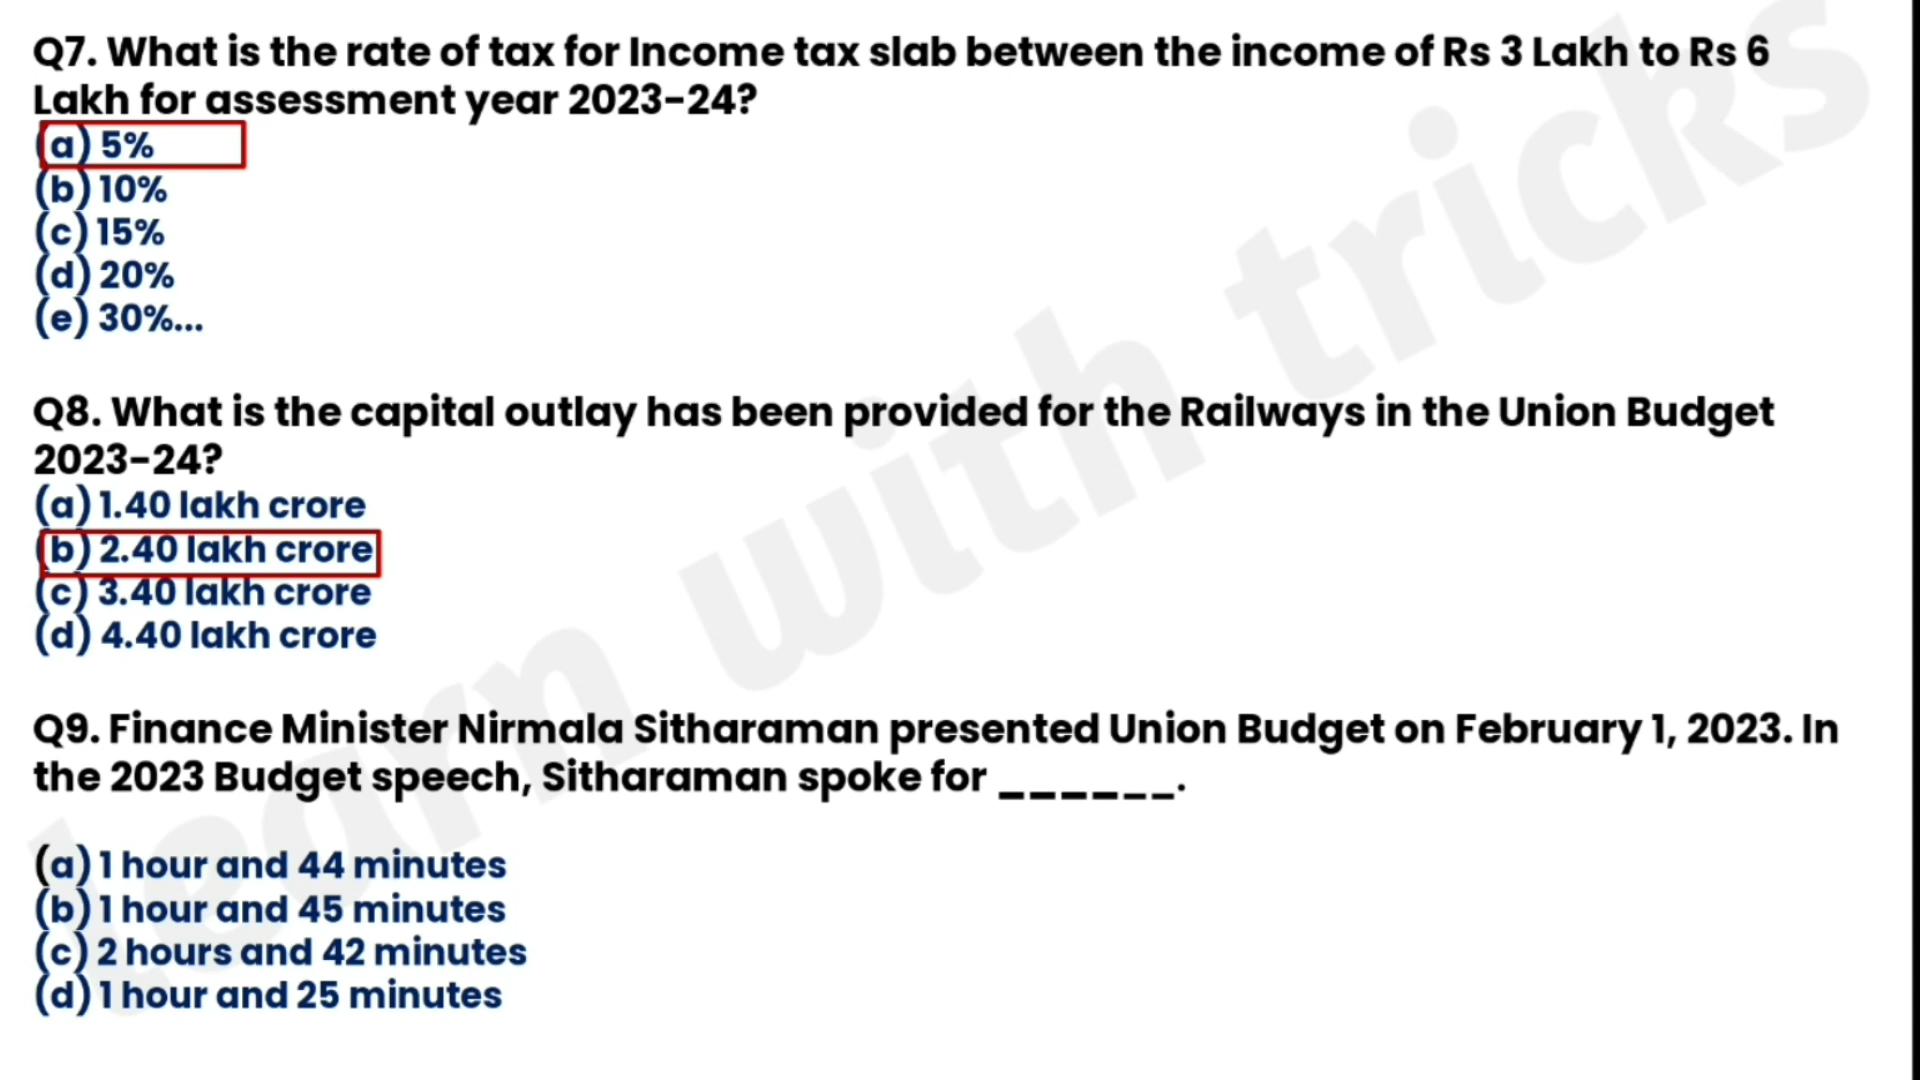 Q7. What is the rate of tax for Income tax slab between the income of Rs 3 Lakh to Rs 6
Lakh for assessment year 2023-24?
(a) 5%
(b) 10%
(c) 15%
(d) 20%
(e) 30%...
Q8. What is the capital outlay has been provided for the Railways in the Union Budget
2023-24?
(a) 1.40 lakh crore
(b) 2.40 lakh crore
(c) 3.40 lakh crore
(d) 4.40 lakh crore
Q9. Finance Minister Nirmala Sitharaman presented Union Budget on February 1, 2023. In
the 2023 Budget speech, Sitharaman spoke for ______.
(a) 1 hour and 44 minutes
(b) 1 hour and 45 minutes
(c) 2 hours and 42 minutes
(d) 1 hour and 25 minutes
learn with tricks